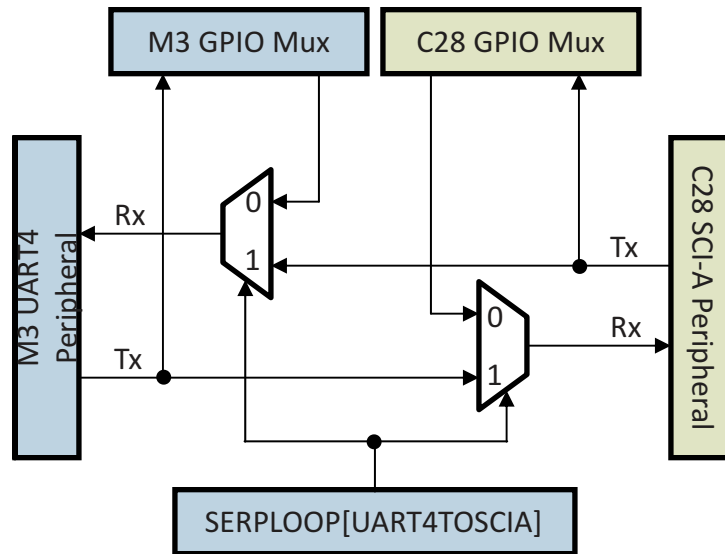 M3 GPIO Mux
C28 GPIO Mux
M3 UART4
Peripheral
Rx
Tx
0
1
0
1
Tx
Rx
C28 SCI-A Peripheral
SERPLOOP[UART4TOSCIA]